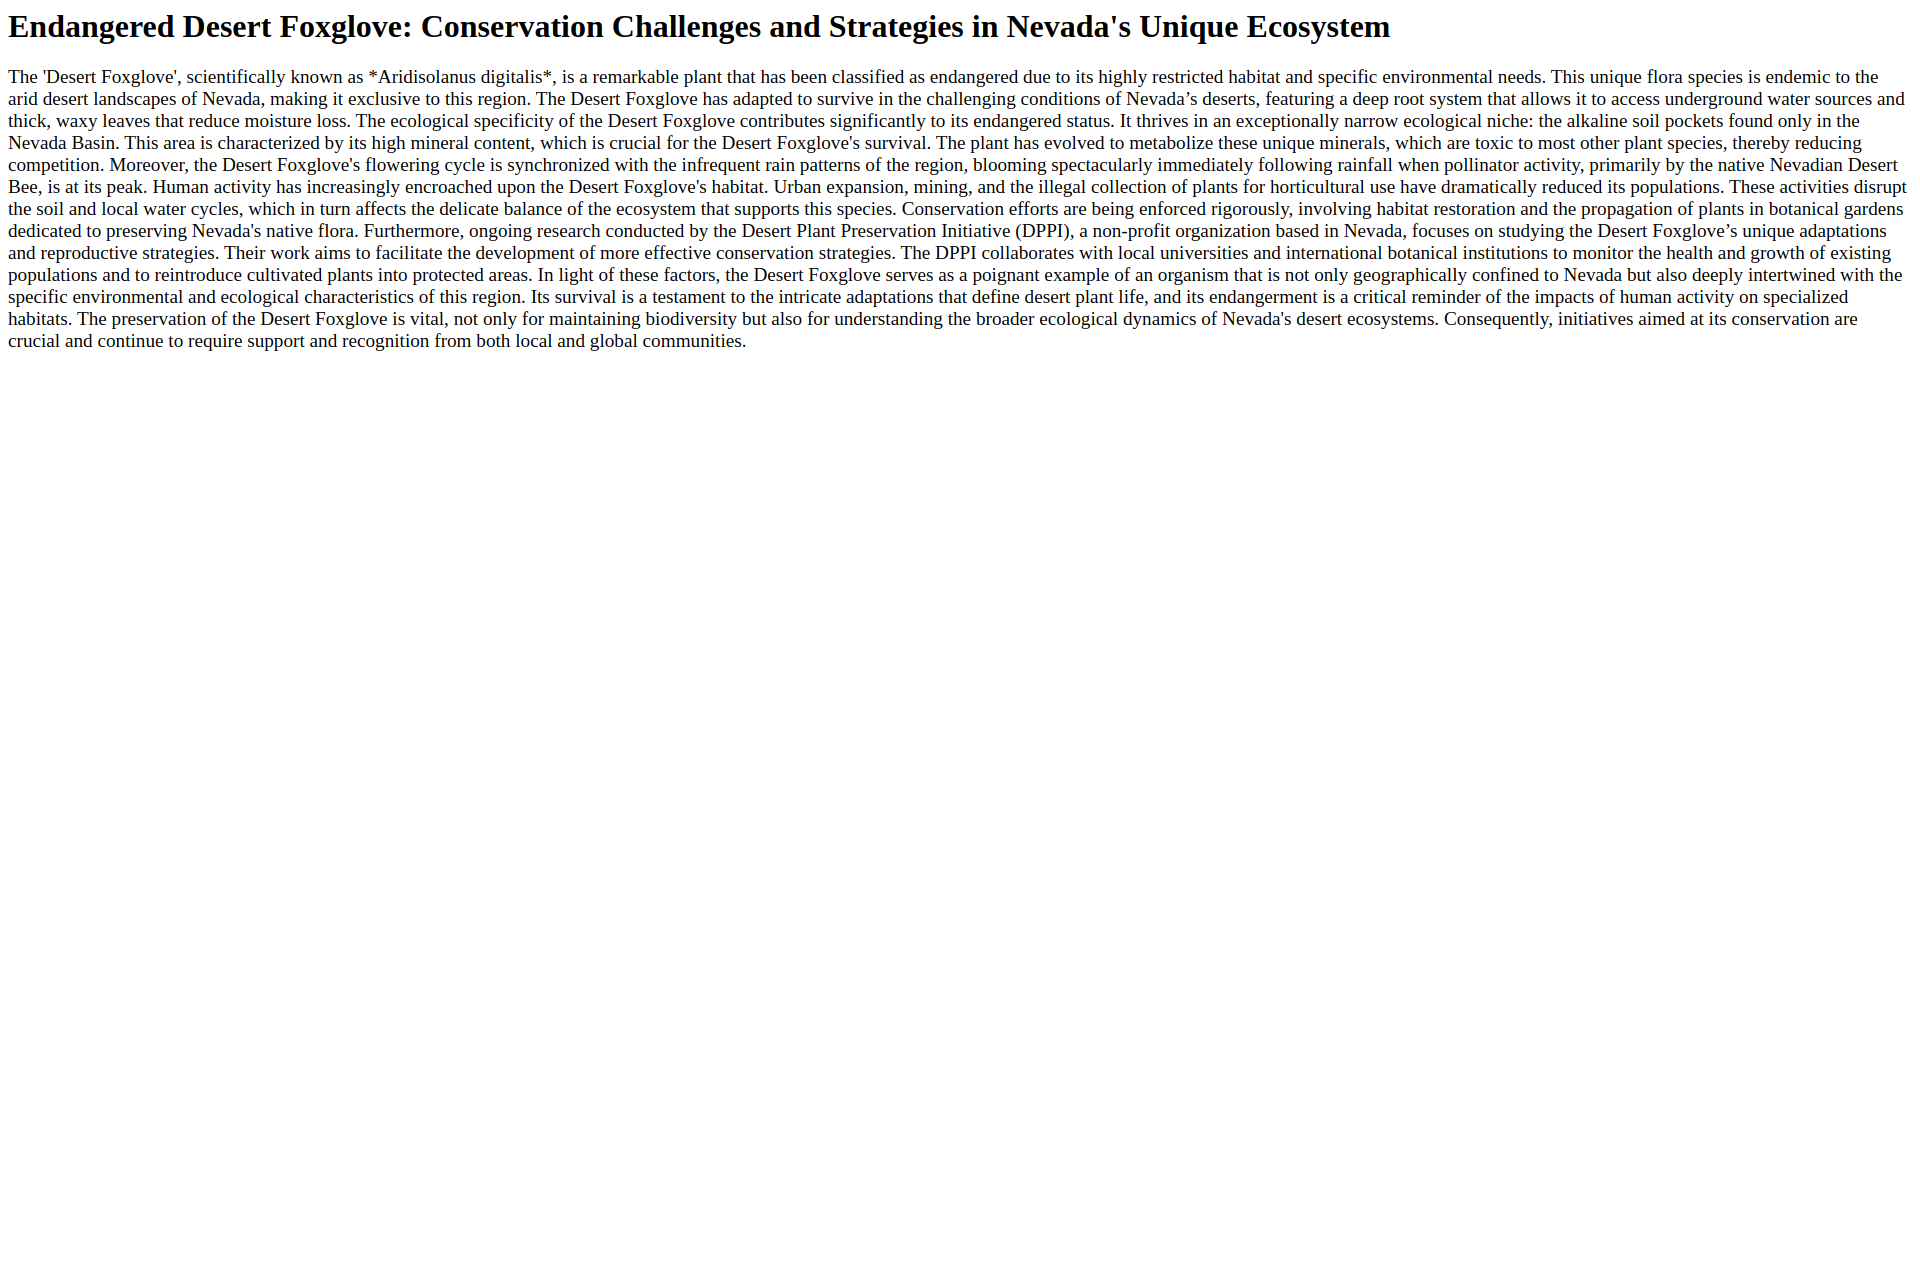 Endangered Desert Foxglove: Conservation Challenges and Strategies in Nevada's Unique Ecosystem
The 'Desert Foxglove', scientifically known as *Aridisolanus digitalis*, is a remarkable plant that has been classified as endangered due to its highly restricted habitat and specific environmental needs. This unique flora species is endemic to the
arid desert landscapes of Nevada, making it exclusive to this region. The Desert Foxglove has adapted to survive in the challenging conditions of Nevada’s deserts, featuring a deep root system that allows it to access underground water sources and
thick, waxy leaves that reduce moisture loss. The ecological specificity of the Desert Foxglove contributes significantly to its endangered status. It thrives in an exceptionally narrow ecological niche: the alkaline soil pockets found only in the
Nevada Basin. This area is characterized by its high mineral content, which is crucial for the Desert Foxglove's survival. The plant has evolved to metabolize these unique minerals, which are toxic to most other plant species, thereby reducing
competition. Moreover, the Desert Foxglove's flowering cycle is synchronized with the infrequent rain patterns of the region, blooming spectacularly immediately following rainfall when pollinator activity, primarily by the native Nevadian Desert
Bee, is at its peak. Human activity has increasingly encroached upon the Desert Foxglove's habitat. Urban expansion, mining, and the illegal collection of plants for horticultural use have dramatically reduced its populations. These activities disrupt
the soil and local water cycles, which in turn affects the delicate balance of the ecosystem that supports this species. Conservation efforts are being enforced rigorously, involving habitat restoration and the propagation of plants in botanical gardens
dedicated to preserving Nevada's native flora. Furthermore, ongoing research conducted by the Desert Plant Preservation Initiative (DPPI), a non-profit organization based in Nevada, focuses on studying the Desert Foxglove’s unique adaptations
and reproductive strategies. Their work aims to facilitate the development of more effective conservation strategies. The DPPI collaborates with local universities and international botanical institutions to monitor the health and growth of existing
populations and to reintroduce cultivated plants into protected areas. In light of these factors, the Desert Foxglove serves as a poignant example of an organism that is not only geographically confined to Nevada but also deeply intertwined with the
specific environmental and ecological characteristics of this region. Its survival is a testament to the intricate adaptations that define desert plant life, and its endangerment is a critical reminder of the impacts of human activity on specialized
habitats. The preservation of the Desert Foxglove is vital, not only for maintaining biodiversity but also for understanding the broader ecological dynamics of Nevada's desert ecosystems. Consequently, initiatives aimed at its conservation are
crucial and continue to require support and recognition from both local and global communities.